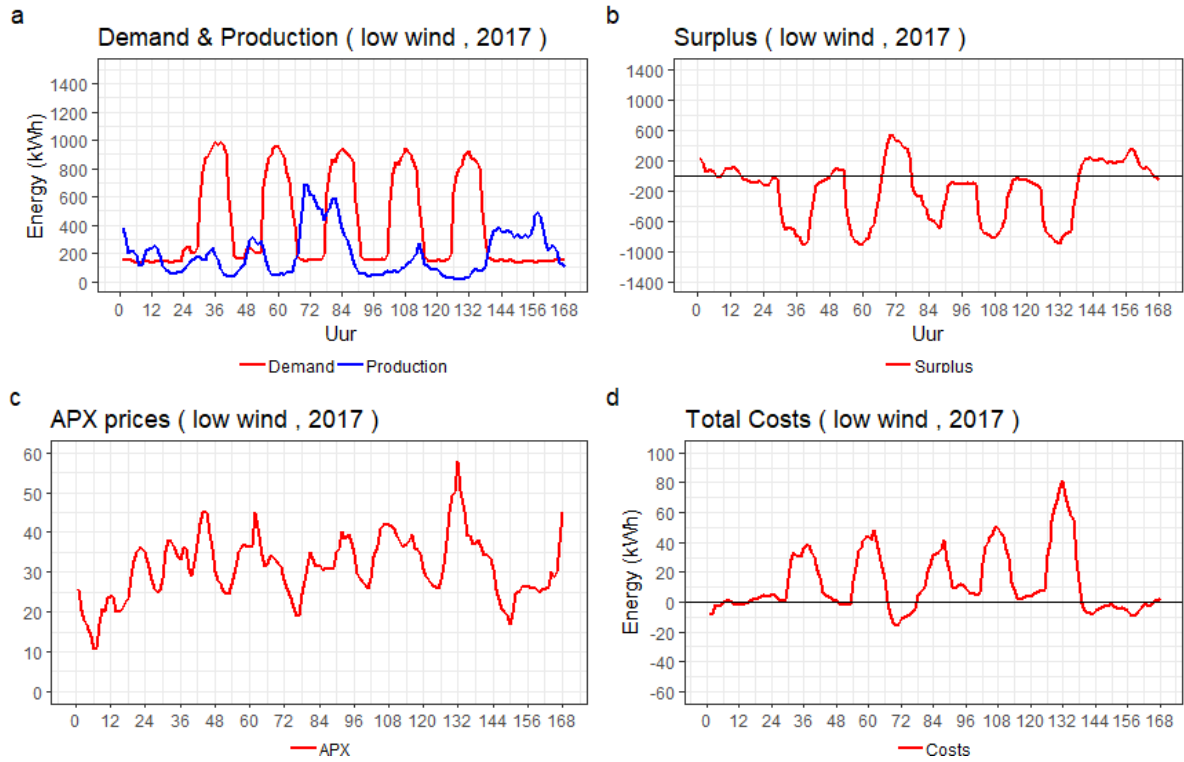 a
Demand & Production ( low wind , 2017 )
Energy (kWh)
1400
1200
1000
800
600
400
200
0
0 12 24 36 48 60 72 84 96 108 120 132 144 156 168
Uur
Demand Production
b
Surplus ( low wind , 2017 )
1400
1000
600
200
-200
-600
-1000
-1400
0 12 24 36 48 60 72 84 96 108 120 132 144 156 168
Uur
Surplus
c
APX prices ( low wind , 2017 )
60
50
40
30
20
10
0
0 12 24 36 48 60 72 84 96 108 120 132 144 156 168
APX
d
Total Costs ( low wind , 2017 )
Energy (kWh)
100
80
60
40
20
0
-20
-40
-60
0 12 24 36 48 60 72 84 96 108 120 132 144 156 168
Costs